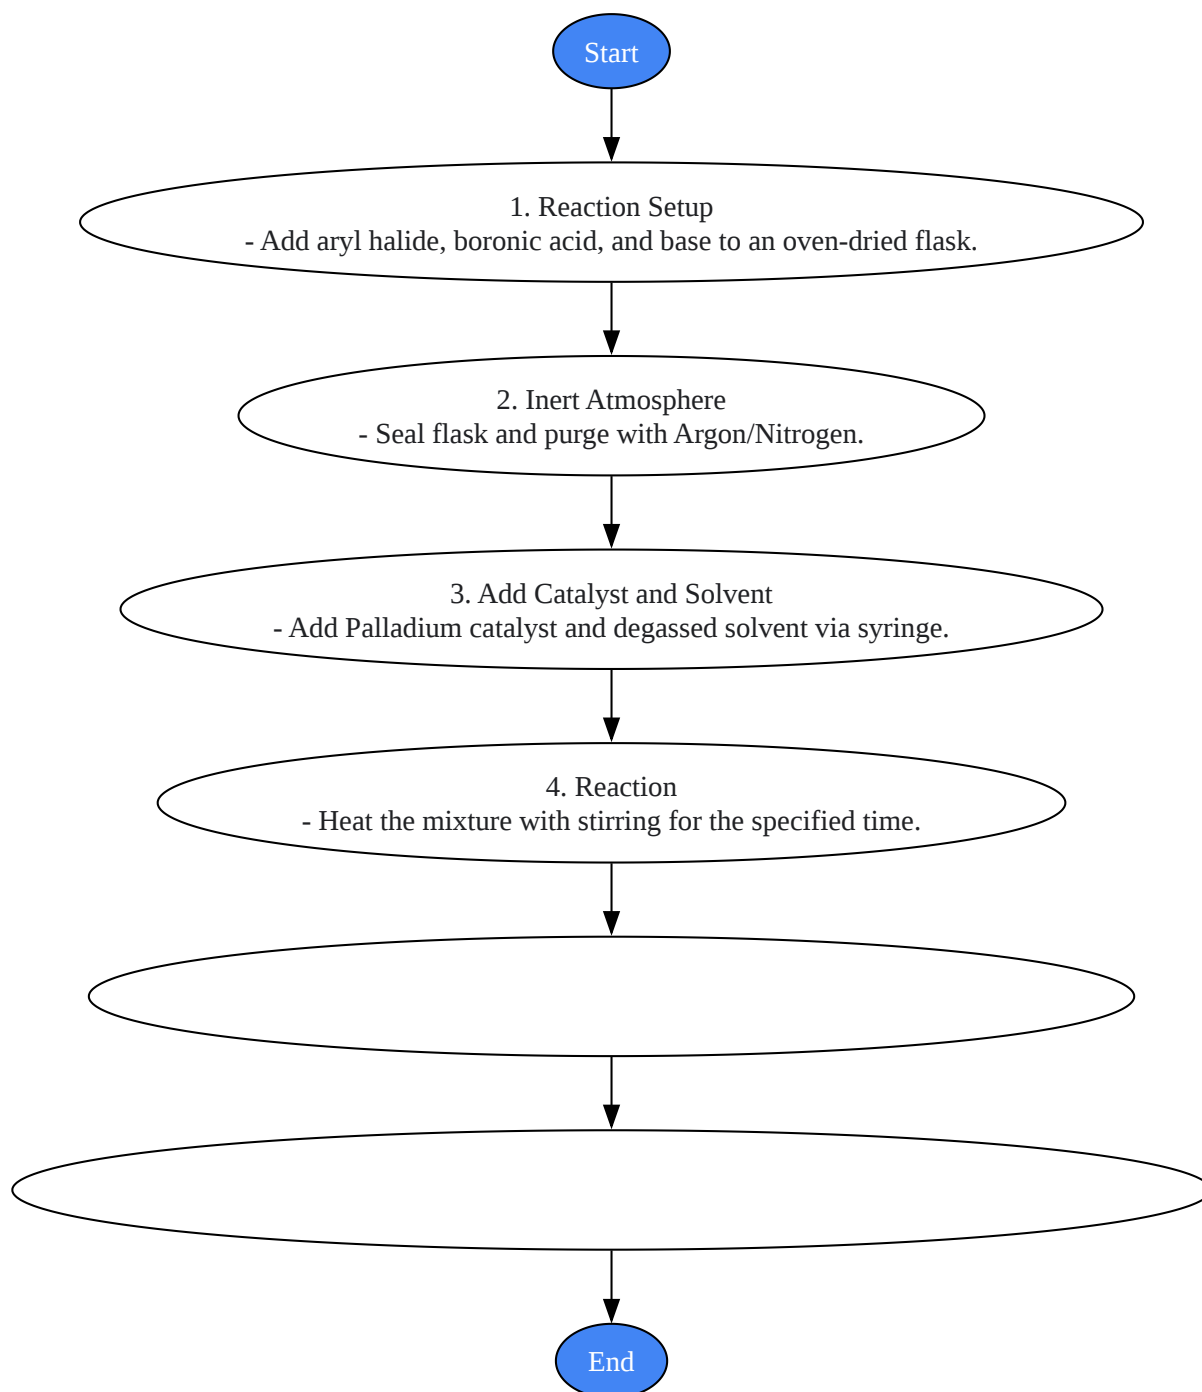 Start
1. Reaction Setup
- Add aryl halide, boronic acid, and base to an oven-dried flask.
2. Inert Atmosphere
- Seal flask and purge with Argon/Nitrogen.
3. Add Catalyst and Solvent
- Add Palladium catalyst and degassed solvent via syringe.
4. Reaction
- Heat the mixture with stirring for the specified time.
End